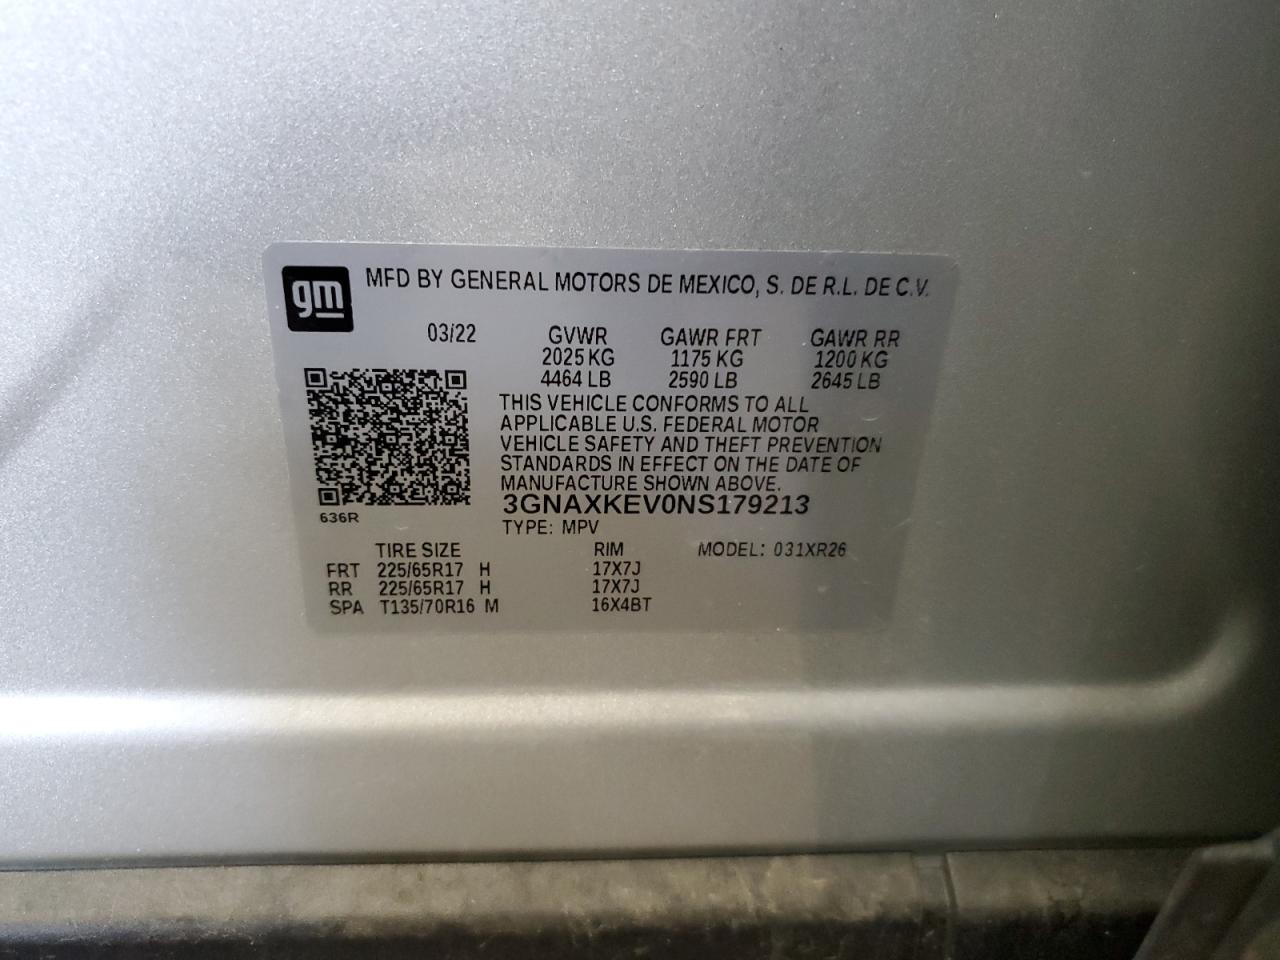 gm
MFD BY GENERAL MOTORS DE MEXICO, S. DE R.L. DE C.V.
03/22 GVWR GAWR FRT GAWR RR
2025 KG 1175 KG 1200 KG
4464 LB 2590 LB 2645 LB
THIS VEHICLE CONFORMS TO ALL
APPLICABLE U.S. FEDERAL MOTOR
VEHICLE SAFETY AND THEFT PREVENTION
STANDARDS IN EFFECT ON THE DATE OF
MANUFACTURE SHOWN ABOVE.
3GNAXKEV0NS179213
636R
TYPE: MPV
TIRE SIZE RIM MODEL: 031XR26
FRT 225/65R17 H 17X7J
RR 225/65R17 H 17X7J
SPA T135/70R16 M 16X4BT